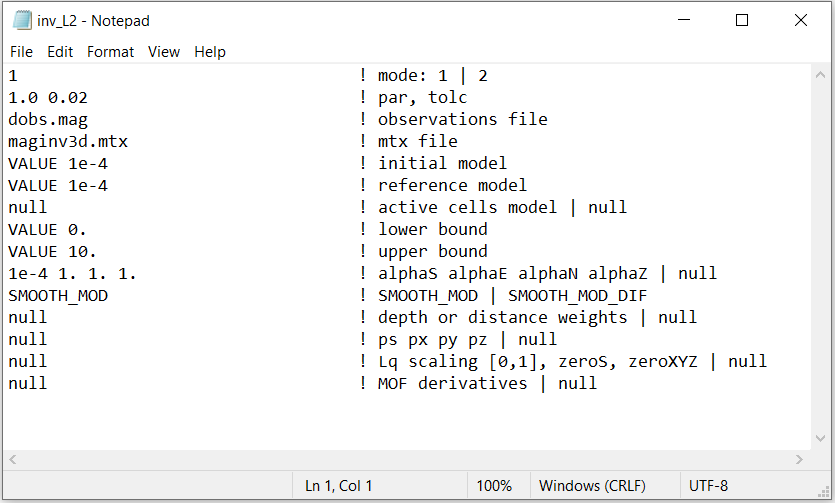 inv_L2 - Notepad
File Edit Format View Help
1 ! mode: 1 | 2
1.0 0.02 ! par, tolc
dobs.mag ! observations file
maginv3d.mtx ! mtx file
VALUE 1e-4 ! initial model
VALUE 1e-4 ! reference model
null ! active cells model | null
VALUE 0. ! lower bound
VALUE 10. ! upper bound
1e-4 1. 1. 1. ! alphaS alphaE alphaN alphaZ | null
SMOOTH_MOD ! SMOOTH_MOD | SMOOTH_MOD_DIF
null ! depth or distance weights | null
null ! ps px py pz | null
null ! Lq scaling [0,1], zeroS, zeroXYZ | null
null ! MOF derivatives | null
Ln 1, Col 1 100% Windows (CRLF) UTF-8